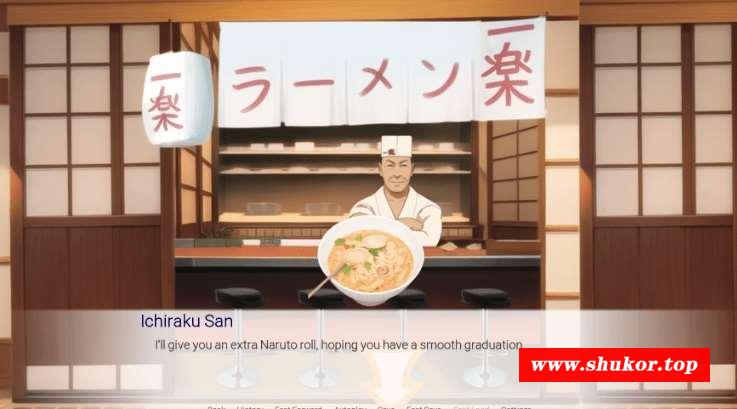 一楽
ラーメン
一楽
Ichiraku San
I'll give you an extra Naruto roll, hoping you have a smooth graduation
www.shukor.top